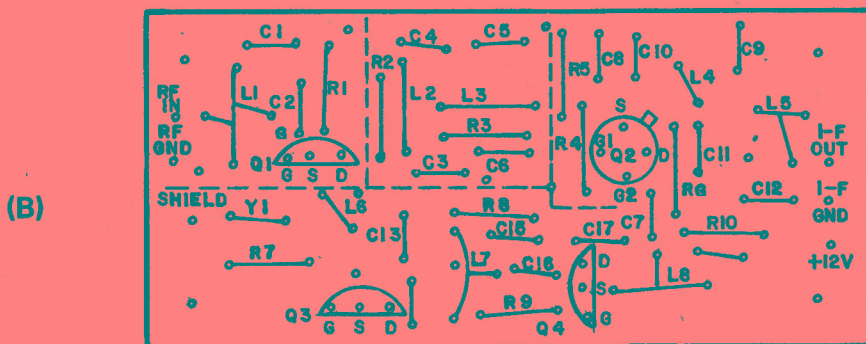 (B)
C1
C4
C5
R5
C8
C10
C9
L4
RF
IN
L1
C2
R1
R2
L2
L3
L5
S
RF
GND
G
R3
R4
G1
Q2
D
C11
I-F
OUT
Q1
G S D
C3
C6
G2
R6
C12
I-F
GND
SHIELD
Y1
L6
C13
R8
C15
C17
C7
R10
R7
L7
C16
D
S
G
L8
+12V
Q3
G S D
R9
Q4